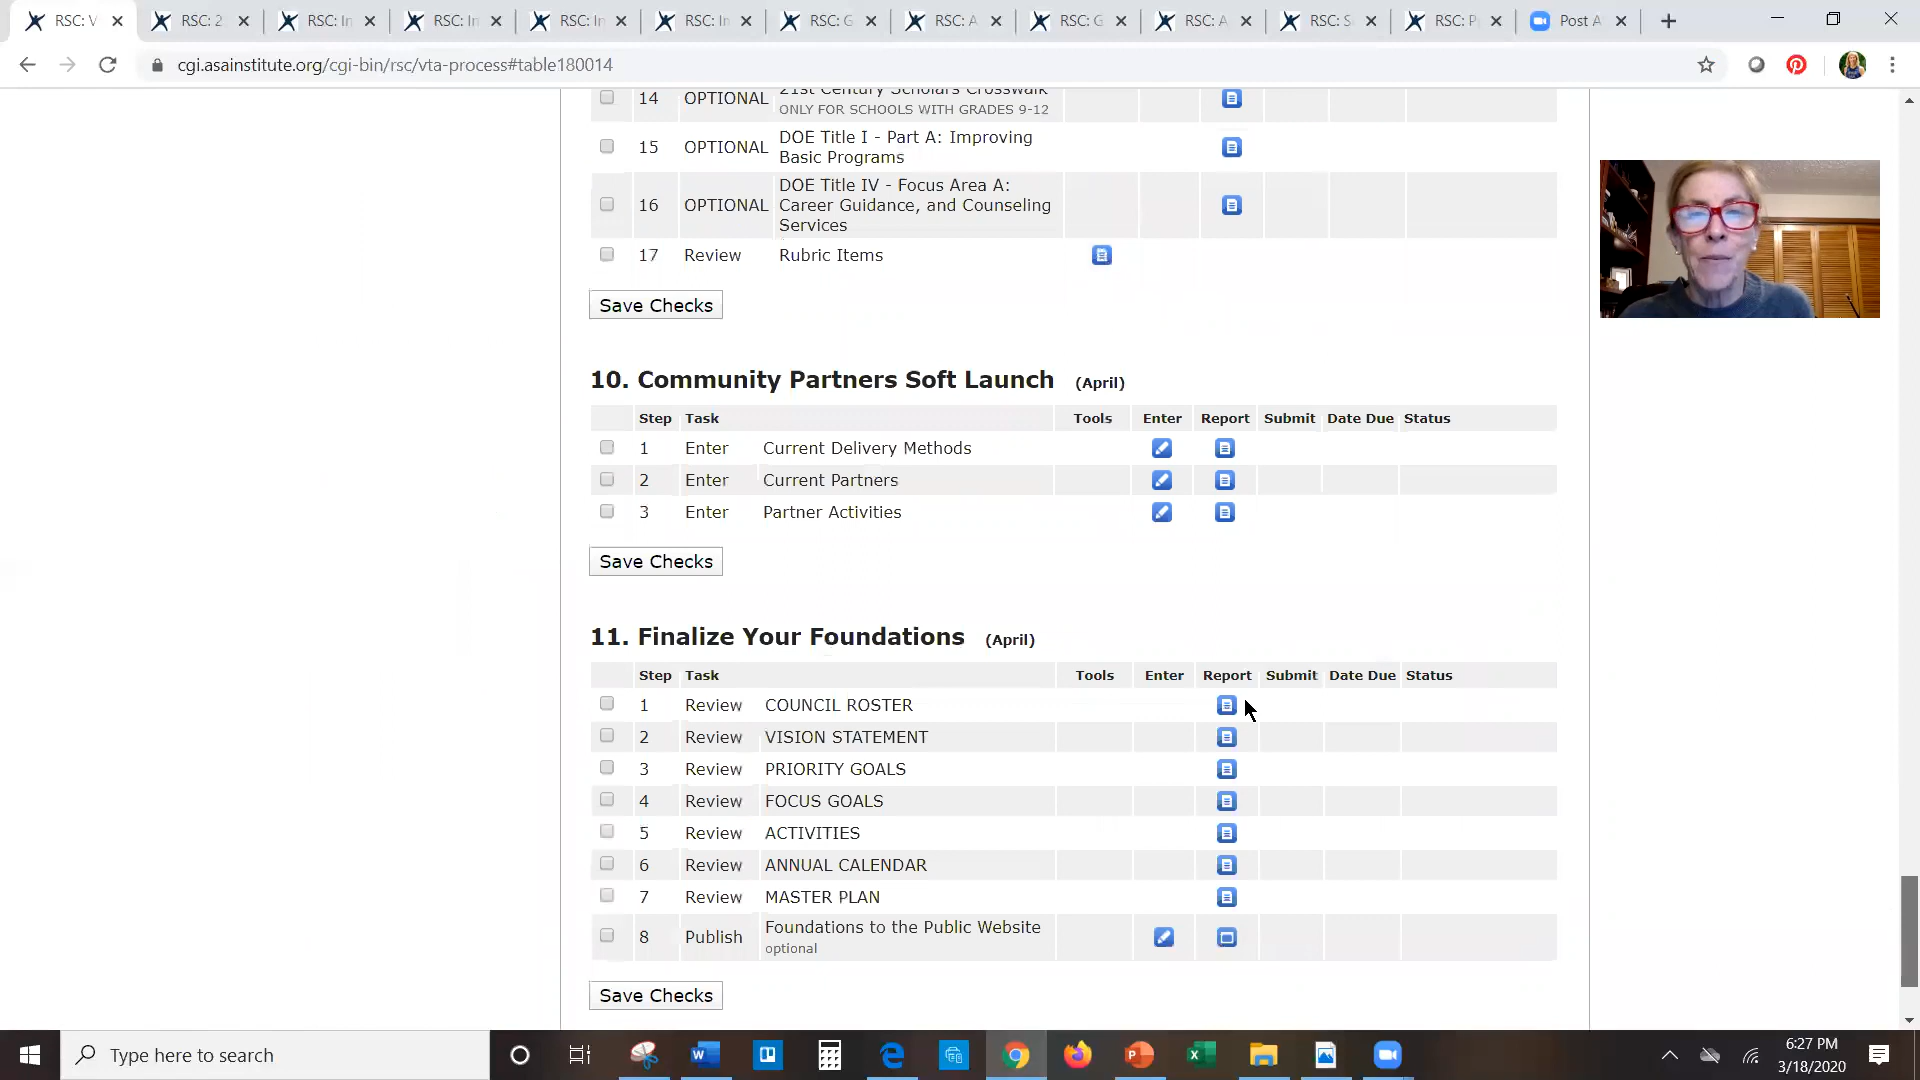 RSC: V RSC: 2 RSC: In RSC: In RSC: In RSC: In RSC: G RSC: A RSC: G RSC: A RSC: S RSC: P Post A
cgi.asainstitute.org/cgi-bin/rsc/vta-process#table180014
14 OPTIONAL 21st Century Scholars Crosswalk
ONLY FOR SCHOOLS WITH GRADES 9-12
15 OPTIONAL DOE Title I - Part A: Improving
Basic Programs
16 OPTIONAL DOE Title IV - Focus Area A:
Career Guidance, and Counseling
Services
17 Review Rubric Items
Save Checks
10. Community Partners Soft Launch (April)
Step Task Tools Enter Report Submit Date Due Status
1 Enter Current Delivery Methods
2 Enter Current Partners
3 Enter Partner Activities
Save Checks
11. Finalize Your Foundations (April)
Step Task Tools Enter Report Submit Date Due Status
1 Review COUNCIL ROSTER
2 Review VISION STATEMENT
3 Review PRIORITY GOALS
4 Review FOCUS GOALS
5 Review ACTIVITIES
6 Review ANNUAL CALENDAR
7 Review MASTER PLAN
8 Publish Foundations to the Public Website
optional
Save Checks
Type here to search
6:27 PM
3/18/2020